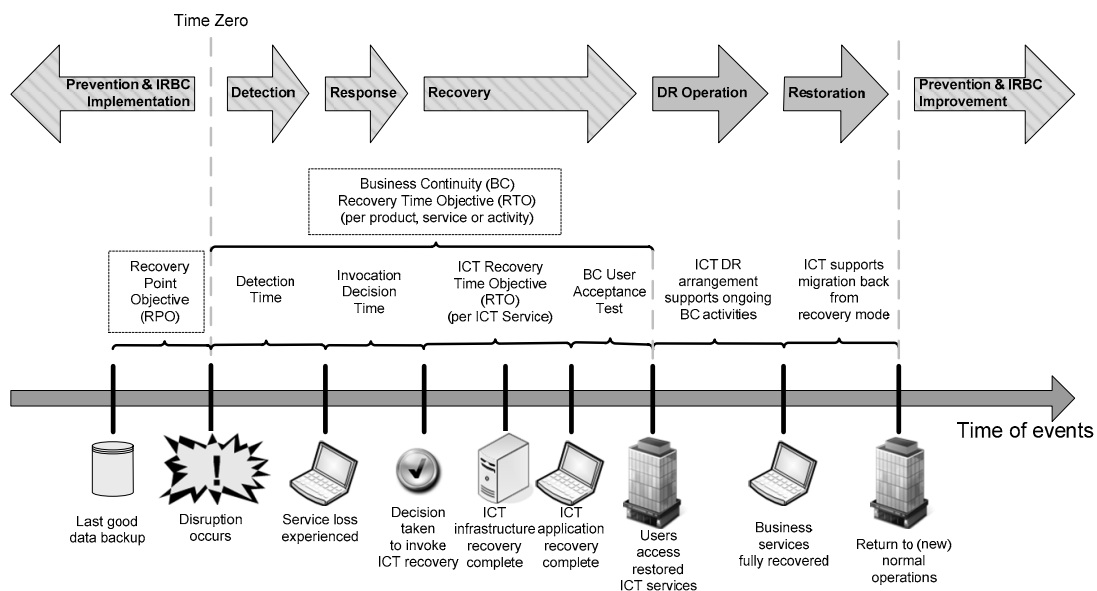 Time Zero
Prevention & IRBC
Implementation
Detection
Response
Recovery
DR Operation
Restoration
Prevention & IRBC
Improvement
Business Continuity (BC)
Recovery Time Objective (RTO)
(per product, service or activity)
Recovery
Point
Objective
(RPO)
Detection
Time
Invocation
Decision
Time
ICT Recovery
Time Objective
(RTO)
(per ICT Service)
BC User
Acceptance
Test
ICT DR
arrangement
supports ongoing
BC activities
ICT supports
migration back
from
recovery mode
Time of events
!
Last good
data backup
Disruption
occurs
Service loss
experienced
Decision
taken
to invoke
ICT recovery
ICT
infrastructure
recovery
complete
ICT
application
recovery
complete
Users
access
restored
ICT services
Business
services
fully recovered
Return to (new)
normal
operations